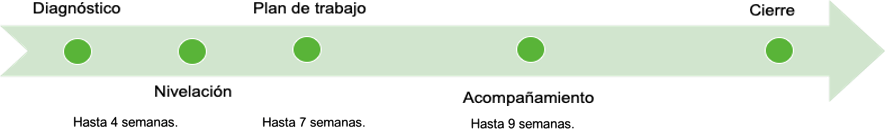 Diagnóstico
Plan de trabajo
Cierre
Nivelación
Acompañamiento
Hasta 4 semanas.
Hasta 7 semanas.
Hasta 9 semanas.